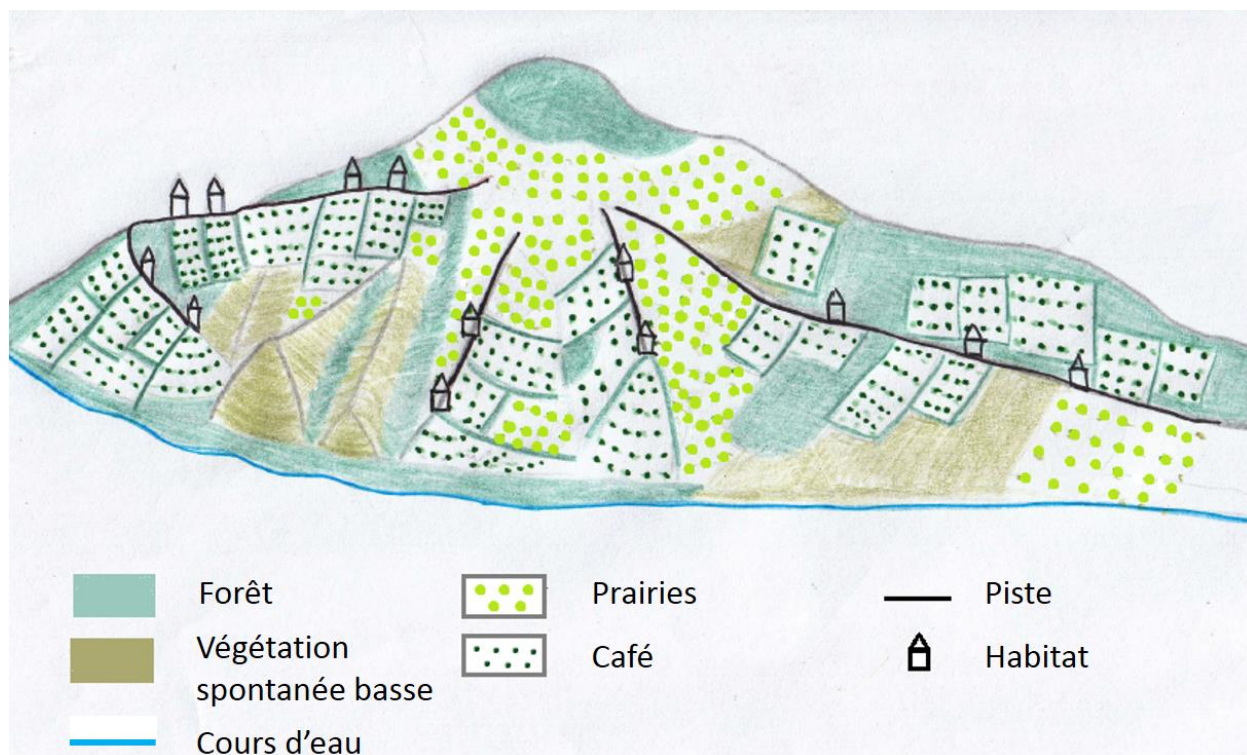 Forêt
Prairies
Piste
Végétation
spontanée basse
Café
Habitat
Cours d'eau